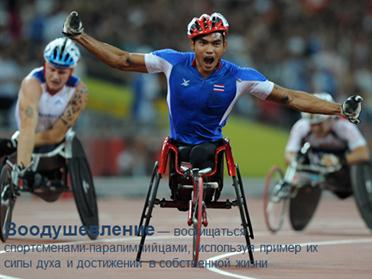 Воодушевление — восхищаться
спортсменами-паралимпийцами, используя пример их
силы духа и достижений в собственной жизни